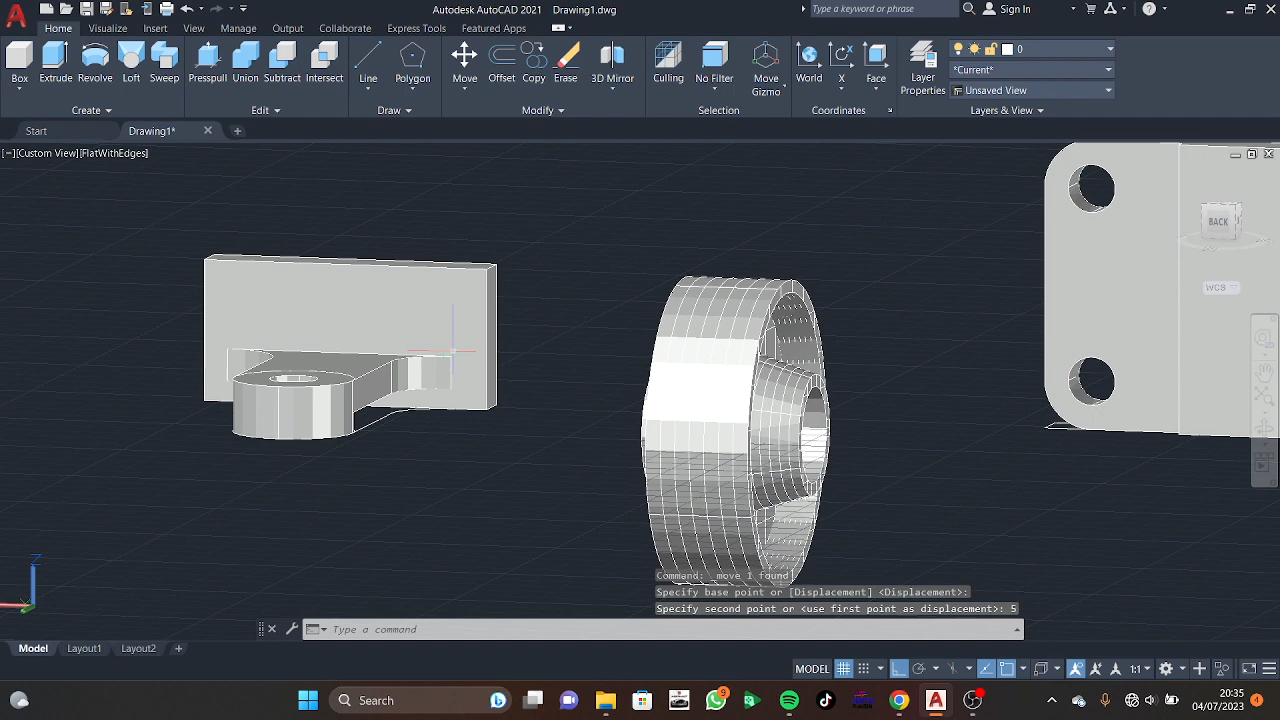 Autodesk AutoCAD 2021 Drawing1.dwg
Type a keyword or phrase
Sign In
Home Visualize Insert View Manage Output Collaborate Express Tools Featured Apps
Box Extrude Revolve Loft Sweep Presspull Union Subtract Intersect Line Polygon Move Offset Copy Erase 3D Mirror Culling No Filter Move Gizmo World X Face Layer Properties
0
*Current*
Unsaved View
Create Edit Draw Modify Selection Coordinates Layers & View
Start Drawing1*
[−][Custom View][FlatWithEdges]
BACK
WCS
Z
Command: _move 1 found
Specify base point or [Displacement] <Displacement>:
Specify second point or <use first point as displacement>: 5
Type a command
Model Layout1 Layout2
MODEL
1:1
Search
9
20:35
04/07/2023
4